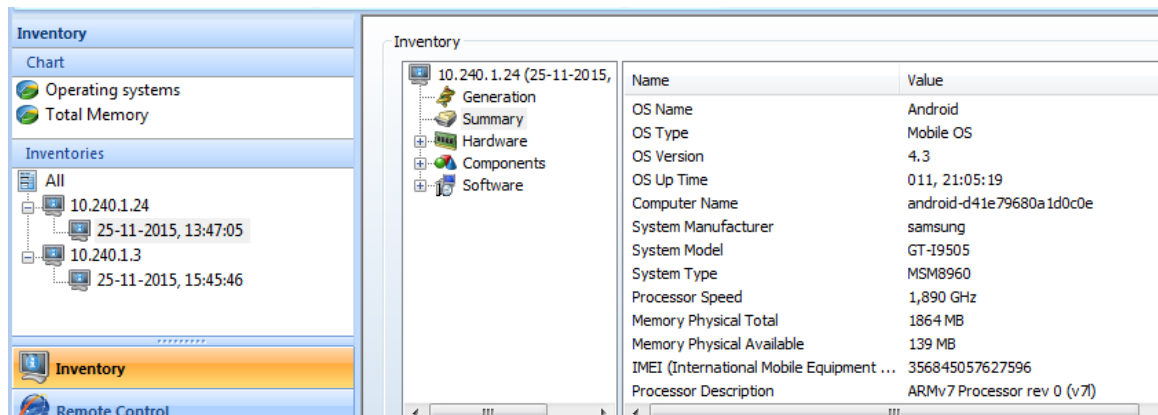 Inventory
Chart
Operating systems
Total Memory
Inventories
All
10.240.1.24
25-11-2015, 13:47:05
10.240.1.3
25-11-2015, 15:45:46
Inventory
Remote Control
Inventory
10.240.1.24 (25-11-2015,
Generation
Summary
Hardware
Components
Software
Name Value
OS Name Android
OS Type Mobile OS
OS Version 4.3
OS Up Time 011, 21:05:19
Computer Name android-d41e79680a1d0c0e
System Manufacturer samsung
System Model GT-I9505
System Type MSM8960
Processor Speed 1,890 GHz
Memory Physical Total 1864 MB
Memory Physical Available 139 MB
IMEI (International Mobile Equipment ... 356845057627596
Processor Description ARMv7 Processor rev 0 (v7l)